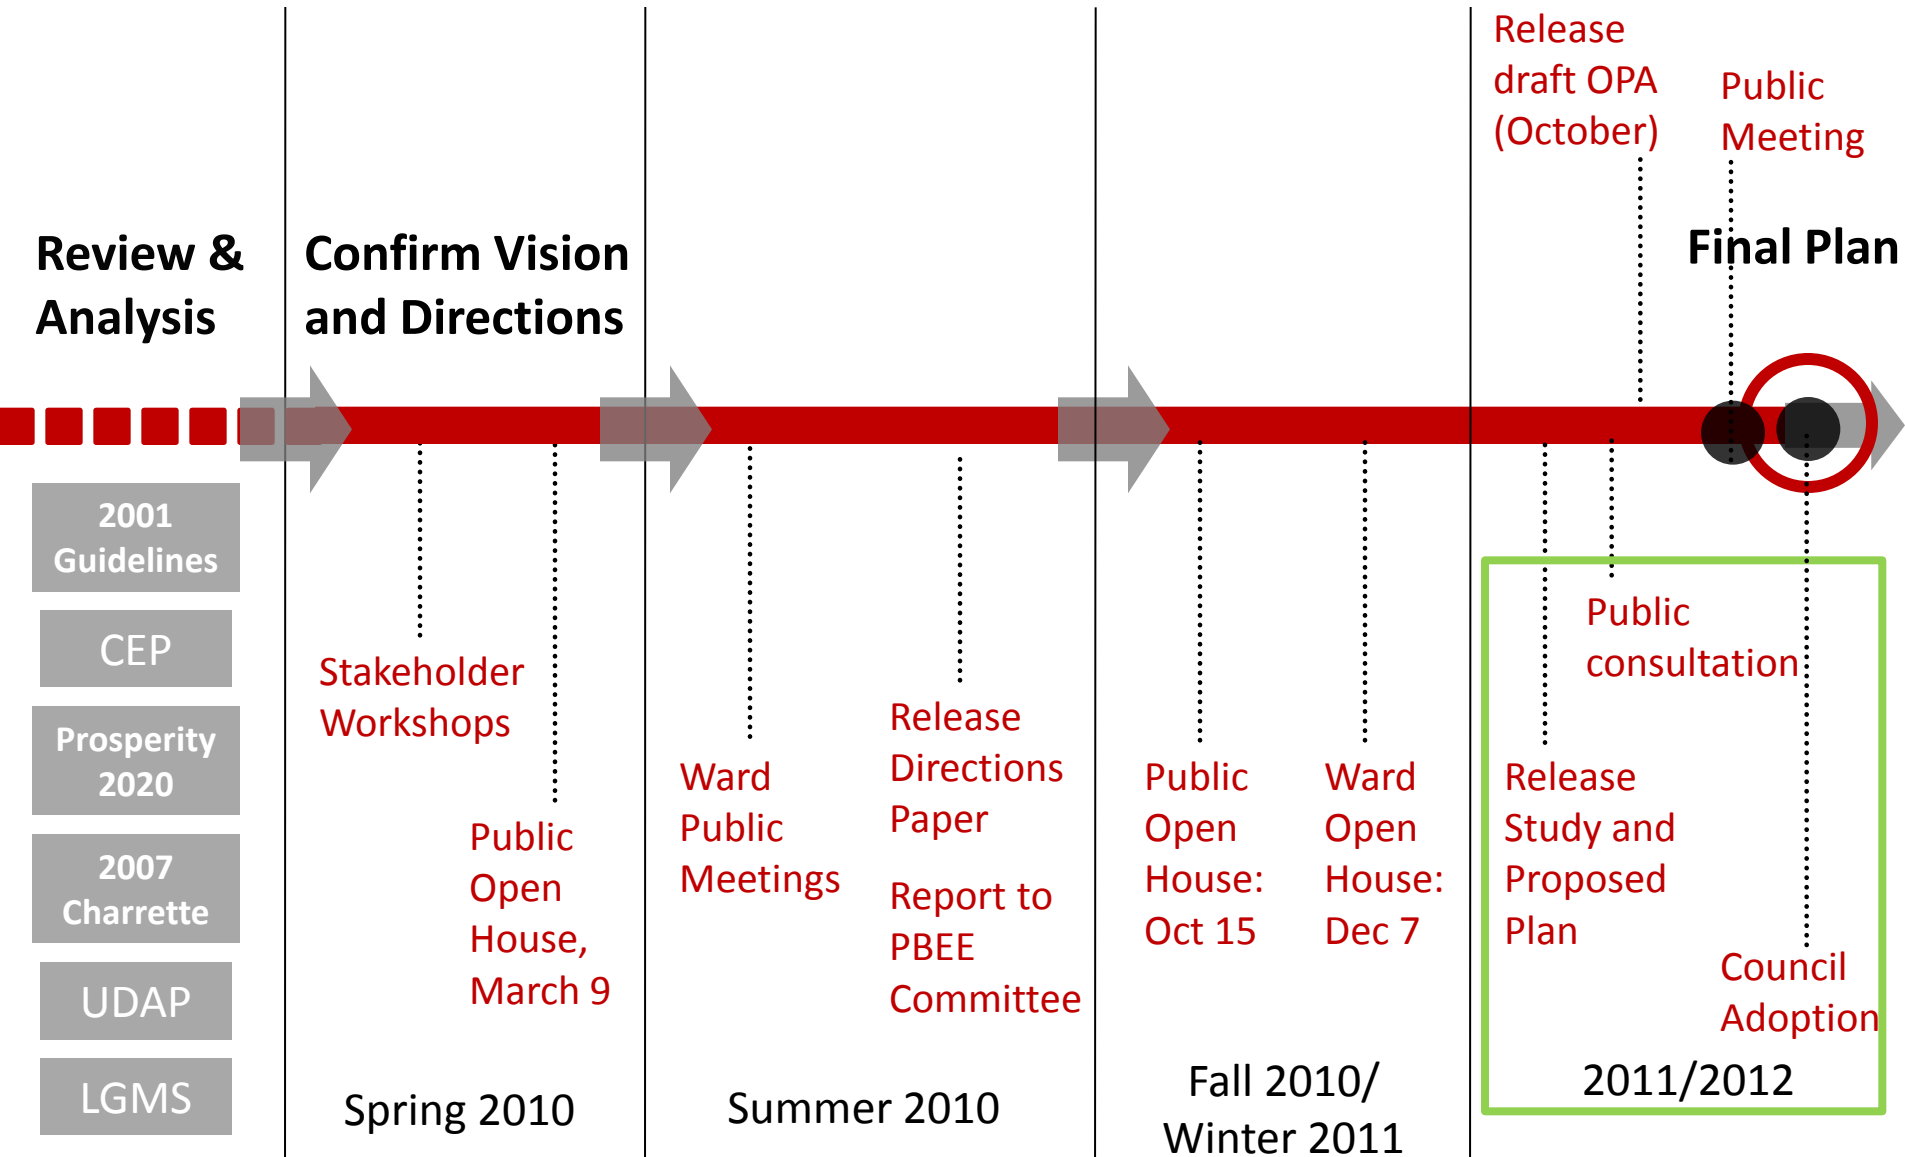 Review &
Analysis
2001
Guidelines
CEP
Prosperity
2020
2007
Charrette
UDAP
LGMS
Confirm Vision
and Directions
Stakeholder
Workshops
Public
Open
House,
March 9
Spring 2010
Ward
Public
Meetings
Release
Directions
Paper
Report to
PBEE
Committee
Summer 2010
Public
Open
House:
Oct 15
Ward
Open
House:
Dec 7
Fall 2010/
Winter 2011
Release
draft OPA
(October)
Public
Meeting
Final Plan
Public
consultation
Release
Study and
Proposed
Plan
Council
Adoption
2011/2012